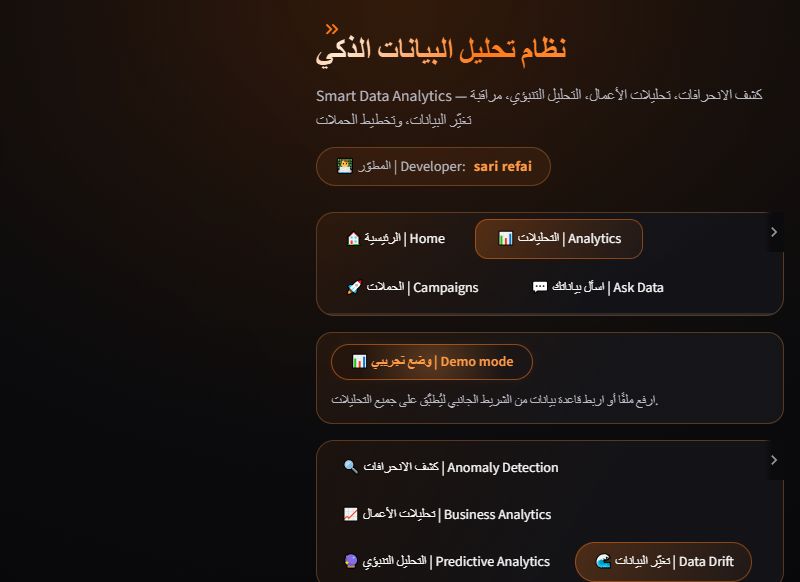 نظام تحليل البيانات الذكي
Smart Data Analytics — كشف الانحرافات، تحليلات الأعمال، التحليل التنبؤي، مراقبة
تغيّر البيانات، وتخطيط الحملات
المطوّر | Developer: sari refai
الرئيسية | Home
التحليلات | Analytics
الحملات | Campaigns
اسأل بياناتك | Ask Data
وضع تجريبي | Demo mode
ارفع ملفًا أو اربط قاعدة بيانات من الشريط الجانبي ليُطبَّق على جميع التحليلات.
كشف الانحرافات | Anomaly Detection
تحليلات الأعمال | Business Analytics
التحليل التنبؤي | Predictive Analytics
تغيّر البيانات | Data Drift